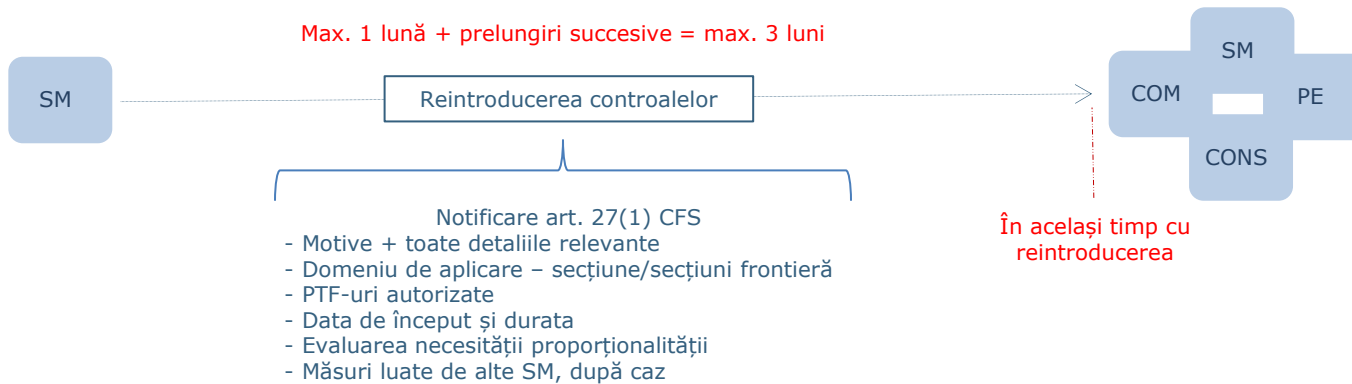 Max. 1 lună + prelungiri succesive = max. 3 luni
SM
Reintroducerea controalelor
SM
COM
PE
CONS
Notificare art. 27(1) CFS
- Motive + toate detaliile relevante
- Domeniu de aplicare – secțiune/secțiuni frontieră
- PTF-uri autorizate
- Data de început și durata
- Evaluarea necesității proporționalității
- Măsuri luate de alte SM, după caz
În același timp cu
reintroducerea